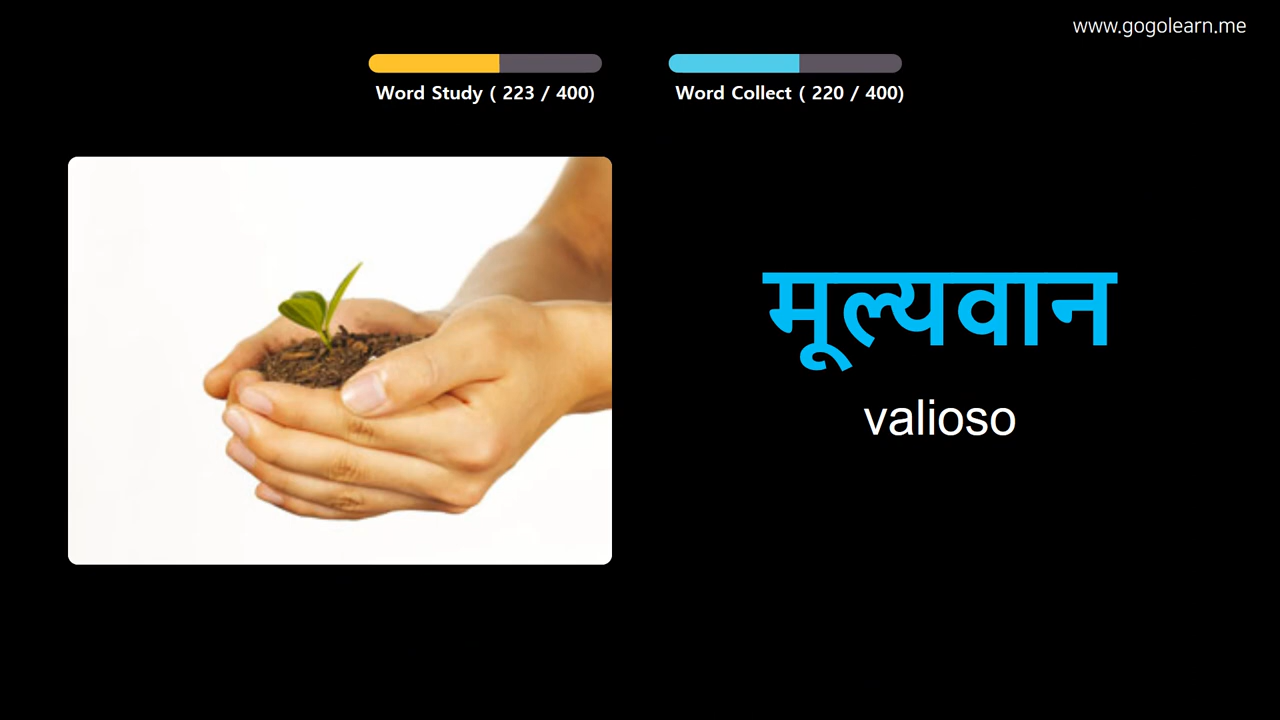 www.gogolearn.me
Word Study ( 223 / 400)
Word Collect ( 220 / 400)
मूल्यवान
valioso